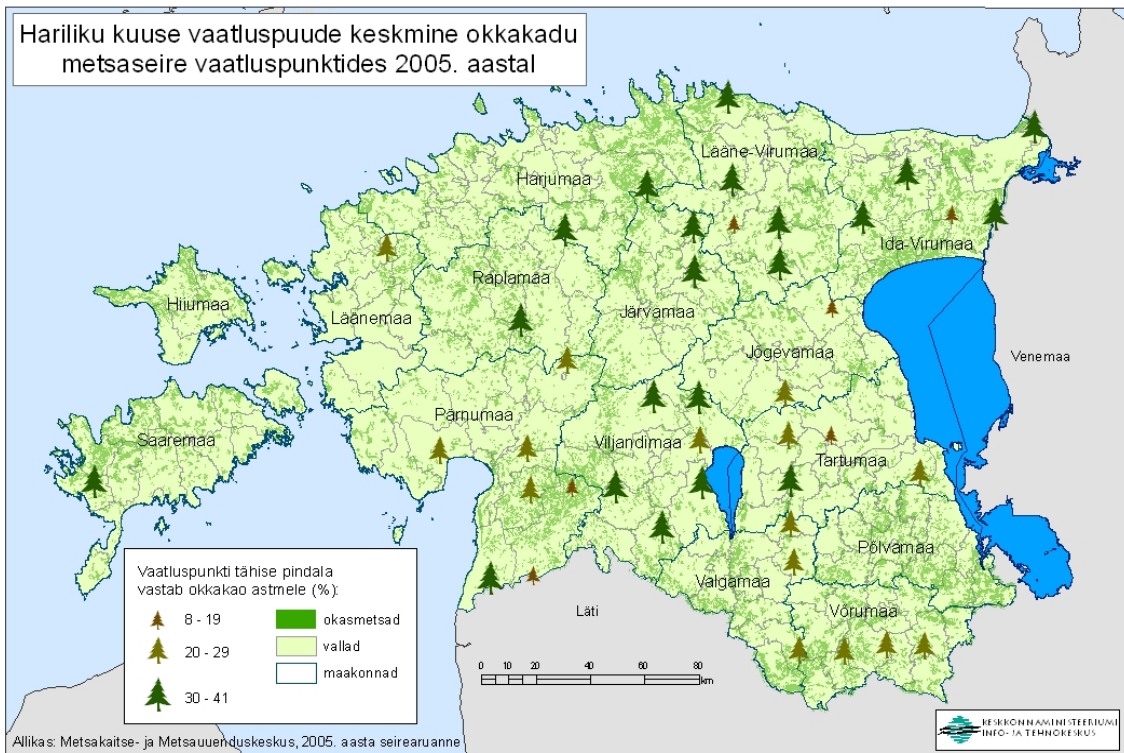 Hariliku kuuse vaatluspuude keskmine okkakadu
metsaseire vaatluspunktides 2005. aastal
Lääne-Virumaa
Harjumaa
Ida-Virumaa
Raplamaa
Hiiumaa
Läänemaa
Järvamaa
Jõgevamaa
Venemaa
Pärnumaa
Saaremaa
Viljandimaa
Tartumaa
Põlvamaa
Valgamaa
Võrumaa
Läti
Vaatluspunkti tähise pindala
vastab okkakao astmele (%):
8 - 19
okasmetsad
20 - 29
vallad
maakonnad
30 - 41
0 10 20 40 60 80
km
KESKKONNAMINISTEERIUMI
INFO- JA TEHNOKESKUS
Allikas: Metsakaitse- ja Metsauuenduskeskus, 2005. aasta seirearuanne